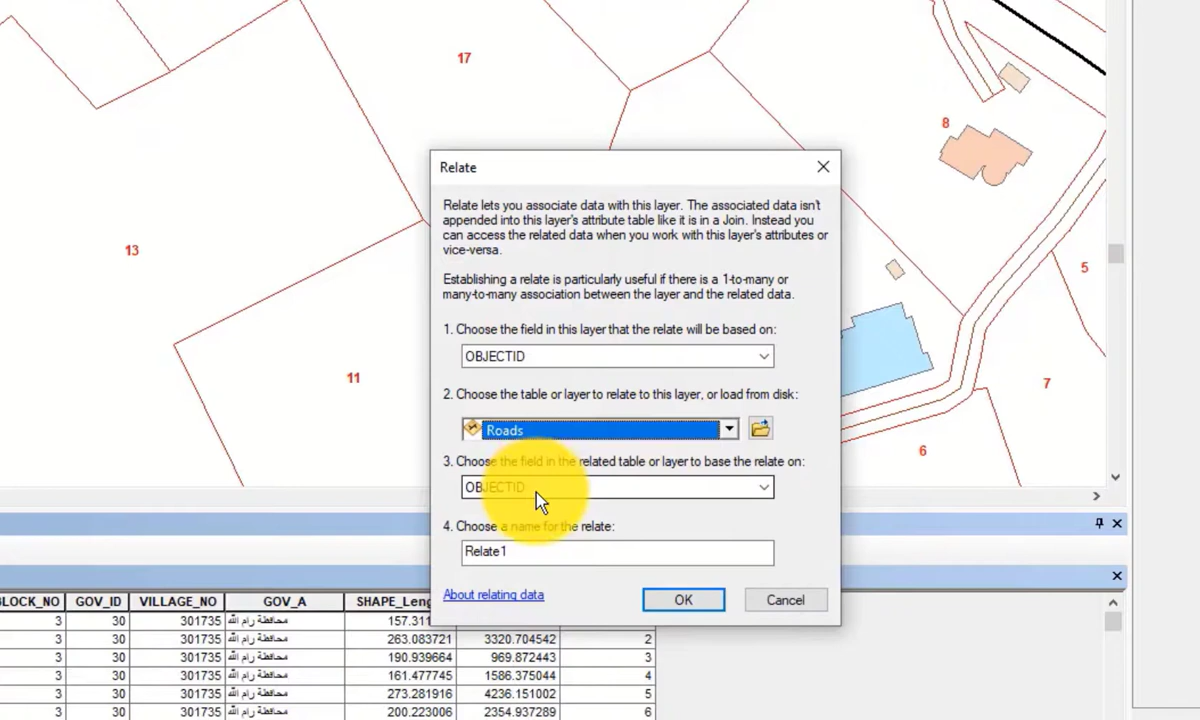 17
8
13
5
11
7
6
Relate
Relate lets you associate data with this layer. The associated data isn't
appended into this layer's attribute table like it is in a Join. Instead you
can access the related data when you work with this layer's attributes or
vice-versa.
Establishing a relate is particularly useful if there is a 1-to-many or
many-to-many association between the layer and the related data.
1. Choose the field in this layer that the relate will be based on:
OBJECTID
2. Choose the table or layer to relate to this layer, or load from disk:
Roads
3. Choose the field in the related table or layer to base the relate on:
OBJECTID
4. Choose a name for the relate:
Relate1
About relating data
OK
Cancel
LOCK_NO GOV_ID VILLAGE_NO GOV_A SHAPE_Leng
3 30 301735 محافظة رام الله 157.311
3 30 301735 محافظة رام الله 263.083721 3320.704542 2
3 30 301735 محافظة رام الله 190.939664 969.872443 3
3 30 301735 محافظة رام الله 161.477745 1586.375044 4
3 30 301735 محافظة رام الله 273.281916 4236.151002 5
3 30 301735 محافظة رام الله 200.223006 2354.937289 6